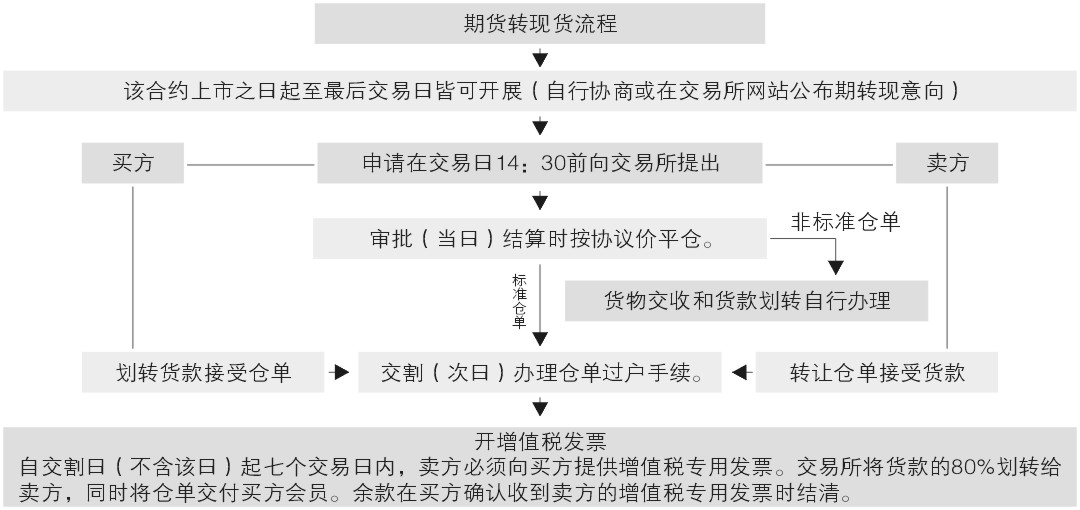 期货转现货流程
该合约上市之日起至最后交易日皆可开展（自行协商或在交易所网站公布期转现意向）
买方
申请在交易日14：30前向交易所提出
卖方
非标准仓单
审批（当日）结算时按协议价平仓。
标准仓单
货物交收和货款划转自行办理
划转货款接受仓单
交割（次日）办理仓单过户手续。
转让仓单接受货款
开增值税发票
自交割日（不含该日）起七个交易日内，卖方必须向买方提供增值税专用发票。交易所将货款的80%划转给
卖方，同时将仓单交付买方会员。余款在买方确认收到卖方的增值税专用发票时结清。